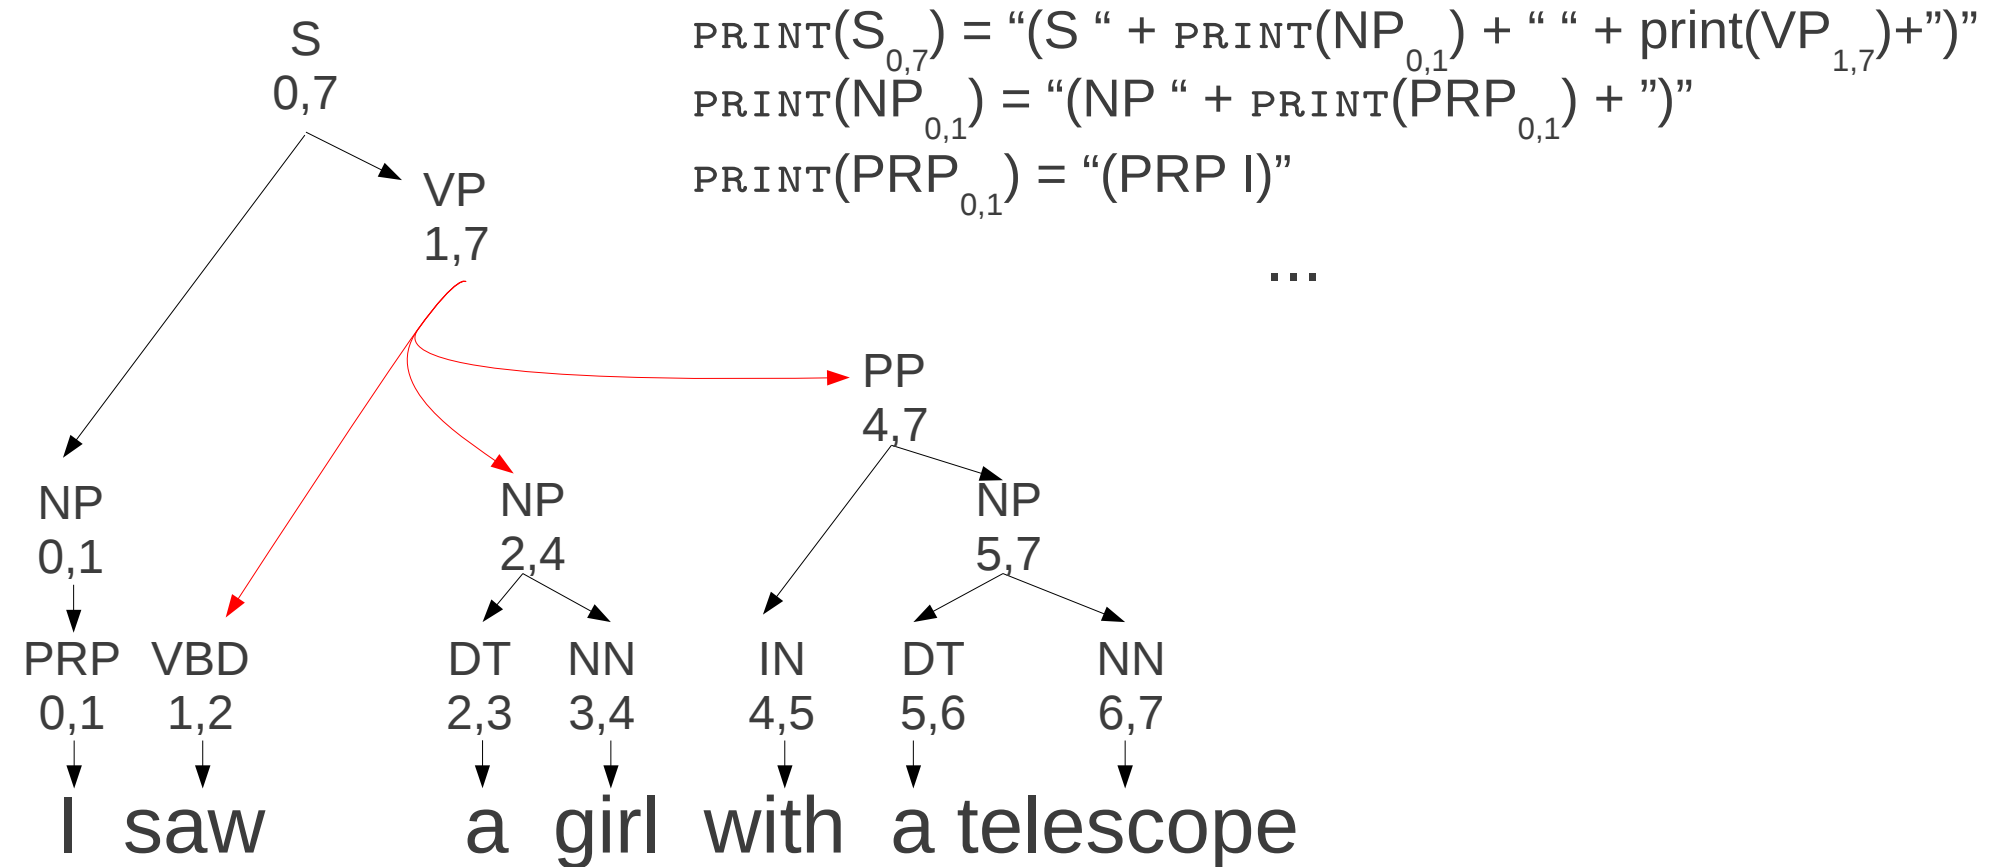 S
0,7
PRINT(S0,7) = “(S “ + PRINT(NP0,1) + “ “ + print(VP1,7)+”)”
PRINT(NP0,1) = “(NP “ + PRINT(PRP0,1) + ”)”
PRINT(PRP0,1) = “(PRP I)”
...
VP
1,7
PP
4,7
NP
0,1
NP
2,4
NP
5,7
PRP VBD DT NN IN DT NN
0,1 1,2 2,3 3,4 4,5 5,6 6,7
I saw a girl with a telescope